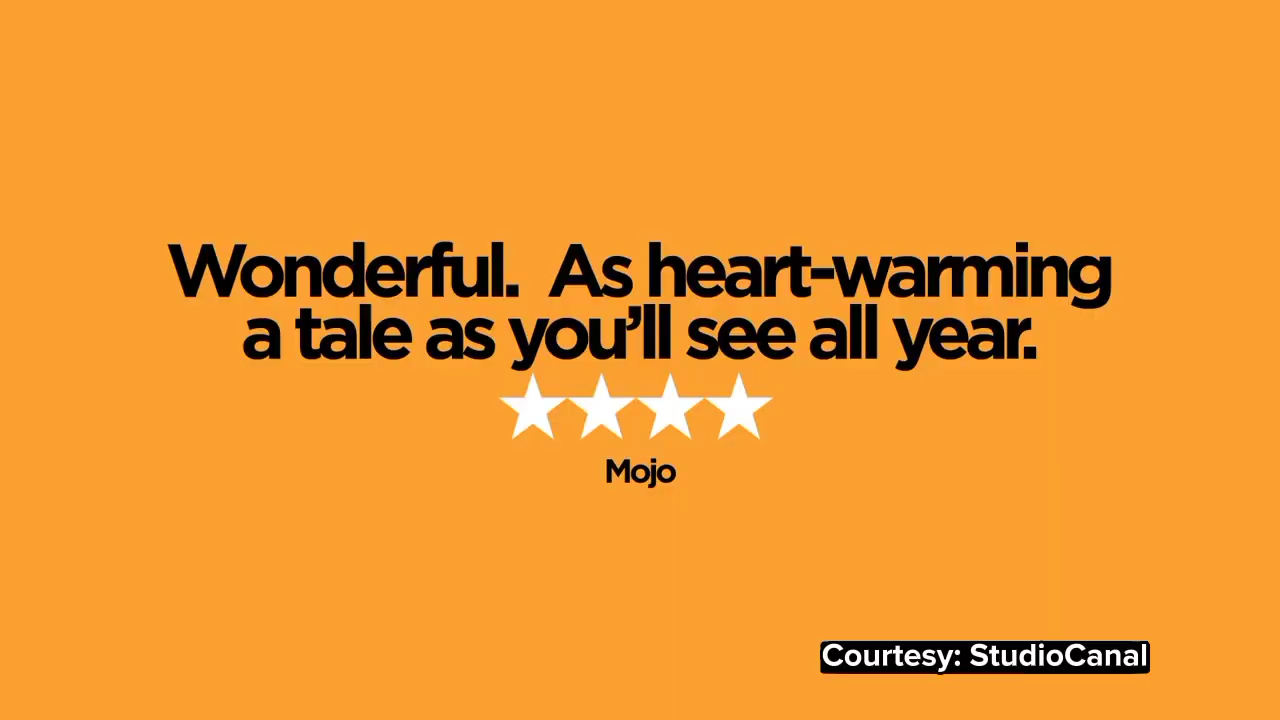 Wonderful. As heart-warming
a tale as you’ll see all year.
Mojo
Courtesy: StudioCanal